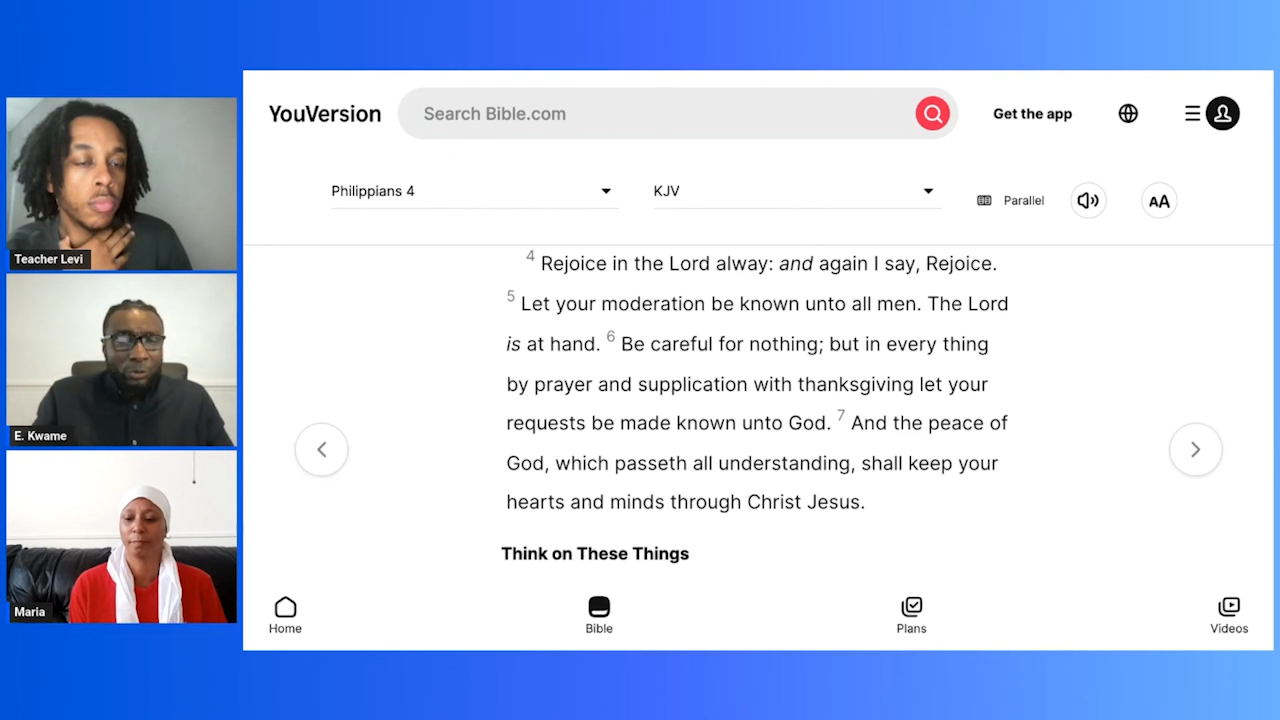 YouVersion
Search Bible.com
Get the app
Philippians 4
KJV
Parallel
AA
4 Rejoice in the Lord alway: and again I say, Rejoice.
5 Let your moderation be known unto all men. The Lord
is at hand. 6 Be careful for nothing; but in every thing
by prayer and supplication with thanksgiving let your
requests be made known unto God. 7 And the peace of
God, which passeth all understanding, shall keep your
hearts and minds through Christ Jesus.
Think on These Things
Home
Bible
Plans
Videos
Teacher Levi
E. Kwame
Maria